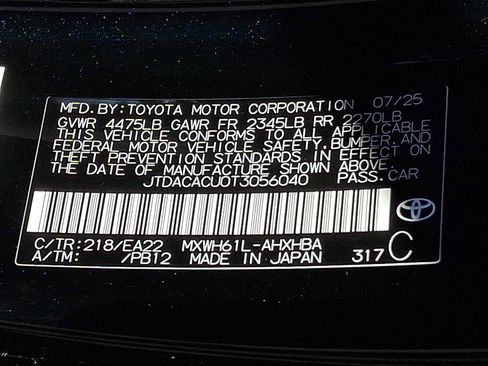 MFD. BY: TOYOTA MOTOR CORPORATION 07/25
GVWR 4475LB GAWR FR 2345LB RR 2270LB
THIS VEHICLE CONFORMS TO ALL APPLICABLE
FEDERAL MOTOR VEHICLE SAFETY, BUMPER, AND
THEFT PREVENTION STANDARDS IN EFFECT ON
THE DATE OF MANUFACTURE SHOWN ABOVE.
JTDACACU0T3056040 PASS. CAR
C/TR: 218/EA22 MXWH61L-AHXHBA
A/TM: /PB12 MADE IN JAPAN 317 C